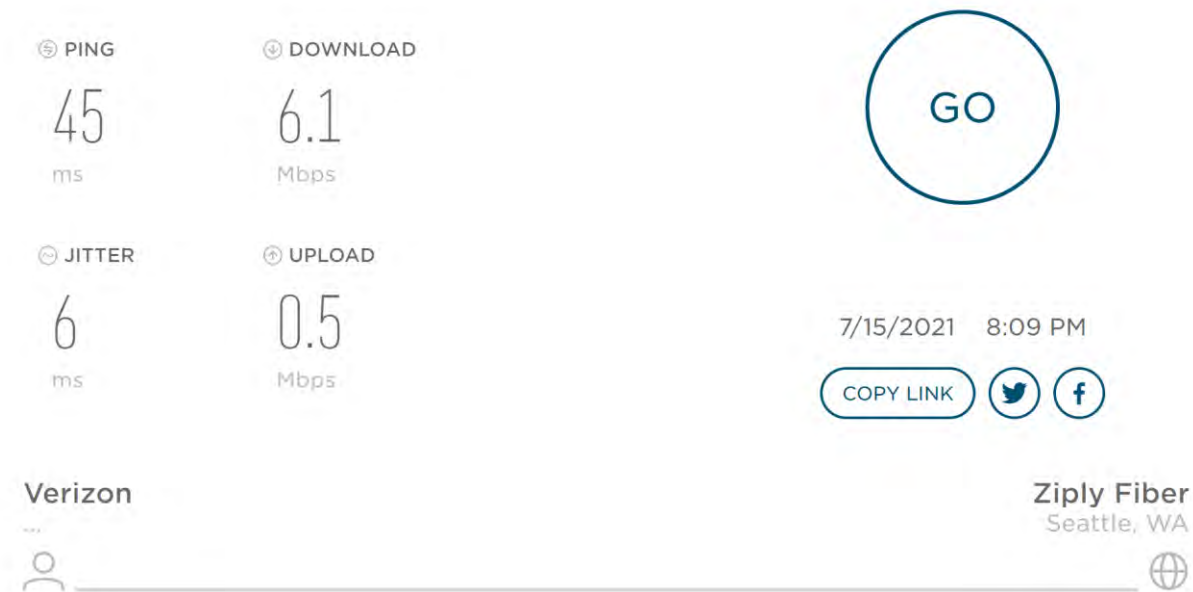 PING
45
ms
DOWNLOAD
6.1
Mbps
GO
JITTER
6
ms
UPLOAD
0.5
Mbps
7/15/2021 8:09 PM
COPY LINK
Verizon
...
Ziply Fiber
Seattle, WA